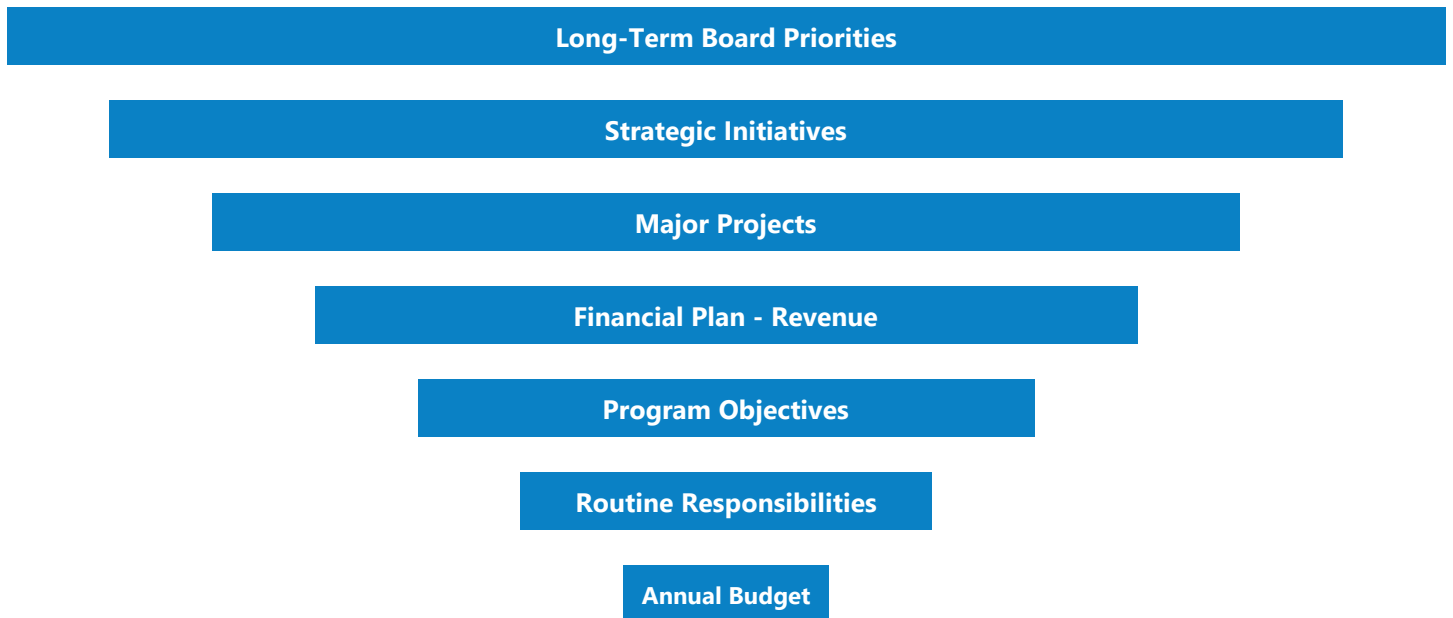 Long-Term Board Priorities
Strategic Initiatives
Major Projects
Financial Plan - Revenue
Program Objectives
Routine Responsibilities
Annual Budget